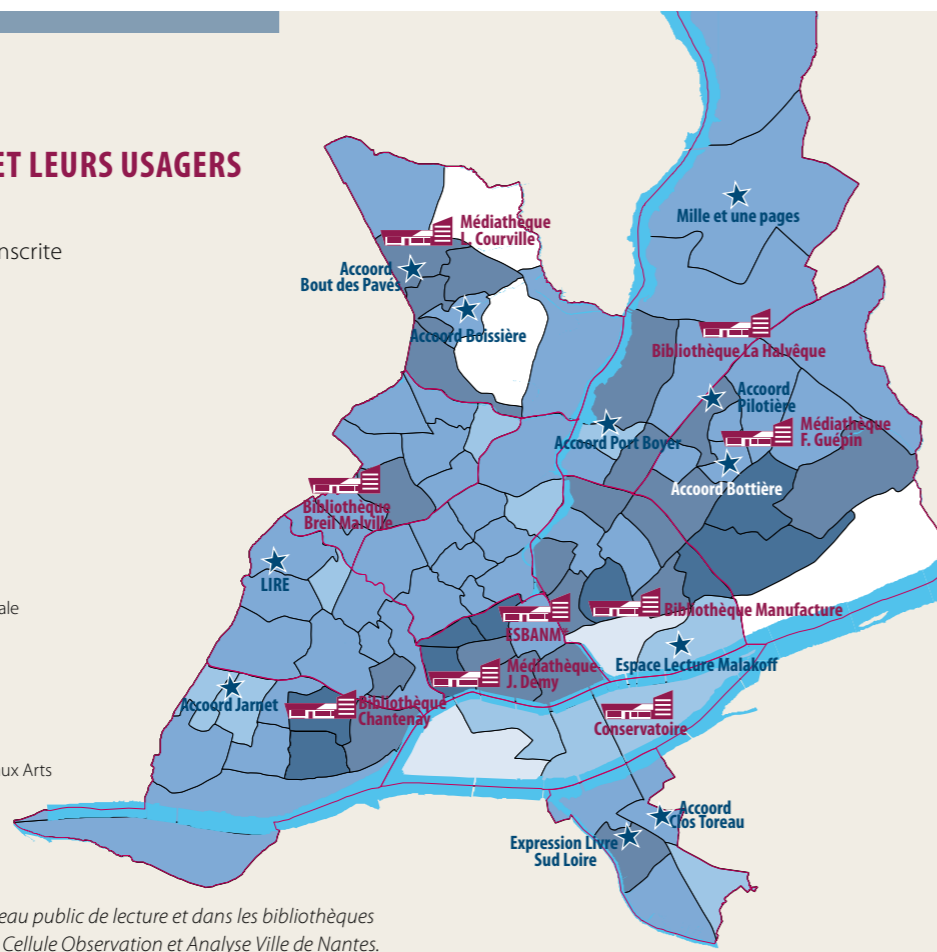 ET LEURS USAGERS
nscrite
ale
ux Arts
Mille et une pages
Médiathèque
L. Courville
Accoord
Bout des Pavés
Accoord Boissière
Bibliothèque La Halvêque
Accoord
Pilotière
Médiathèque
F. Guépin
Accoord Port Boyer
Accoord Bottière
Bibliothèque
Breil Malville
LIRE
ESBANM*
Bibliothèque Manufacture
Médiathèque
J. Demy
Espace Lecture Malakoff
Accoord Jarnet
Bibliothèque
Chantenay
Conservatoire
Accoord
Clos Toreau
Expression Livre
Sud Loire
eau public de lecture et dans les bibliothèques
Cellule Observation et Analyse Ville de Nantes.